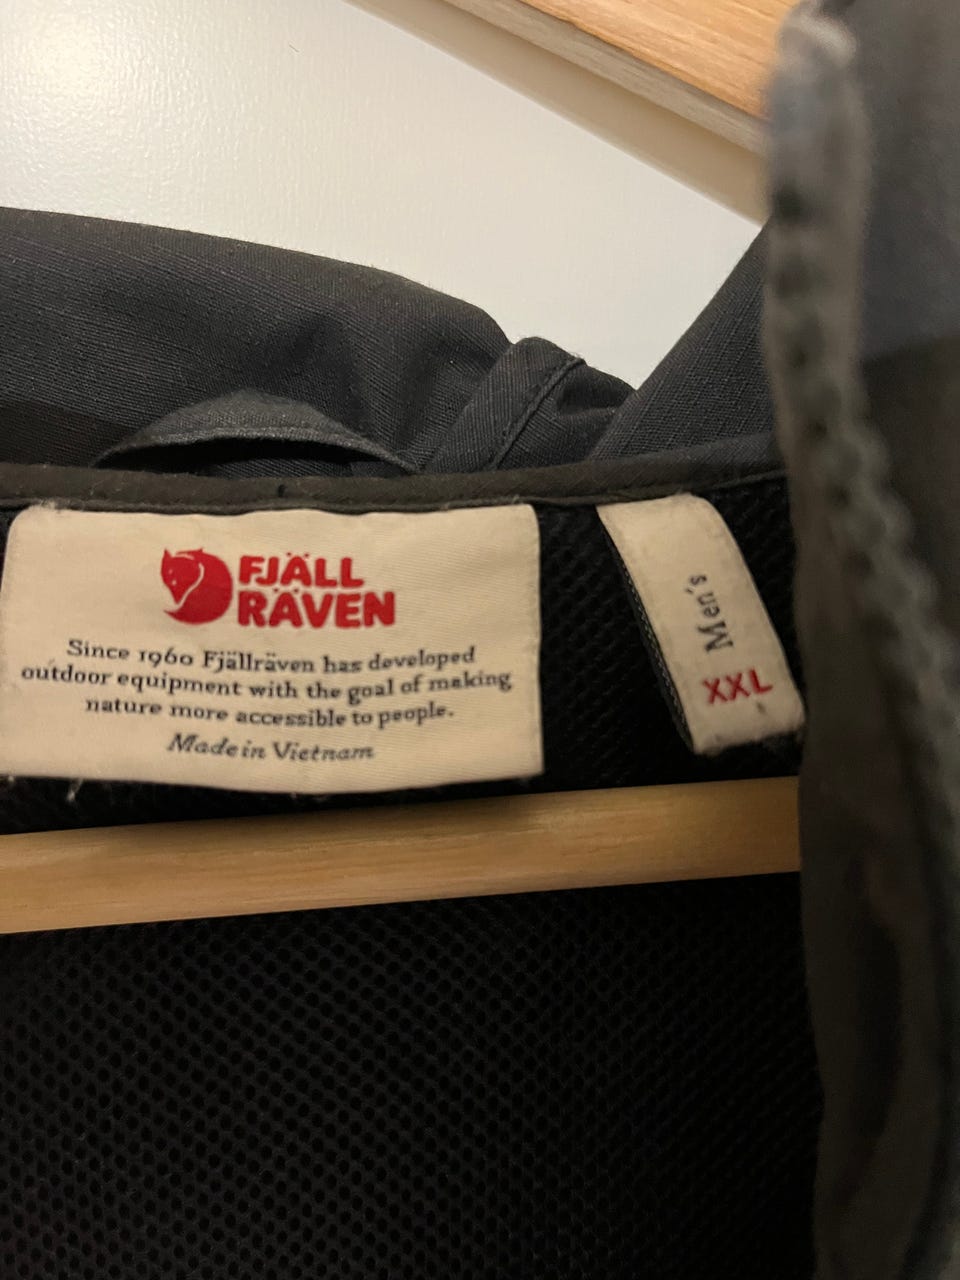 FJÄLL
RÄVEN
Since 1960 Fjällräven has developed
outdoor equipment with the goal of making
nature more accessible to people.
Made in Vietnam
Men's
XXL